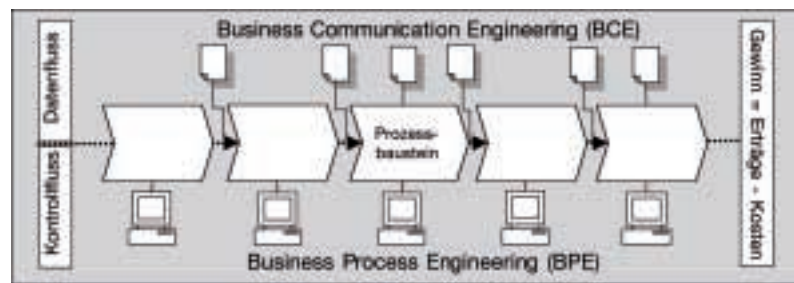 Business Communication Engineering (BCE)
Datenfluss
Kontrollfluss
Prozess-
baustein
Gewinn = Erträge - Kosten
Business Process Engineering (BPE)